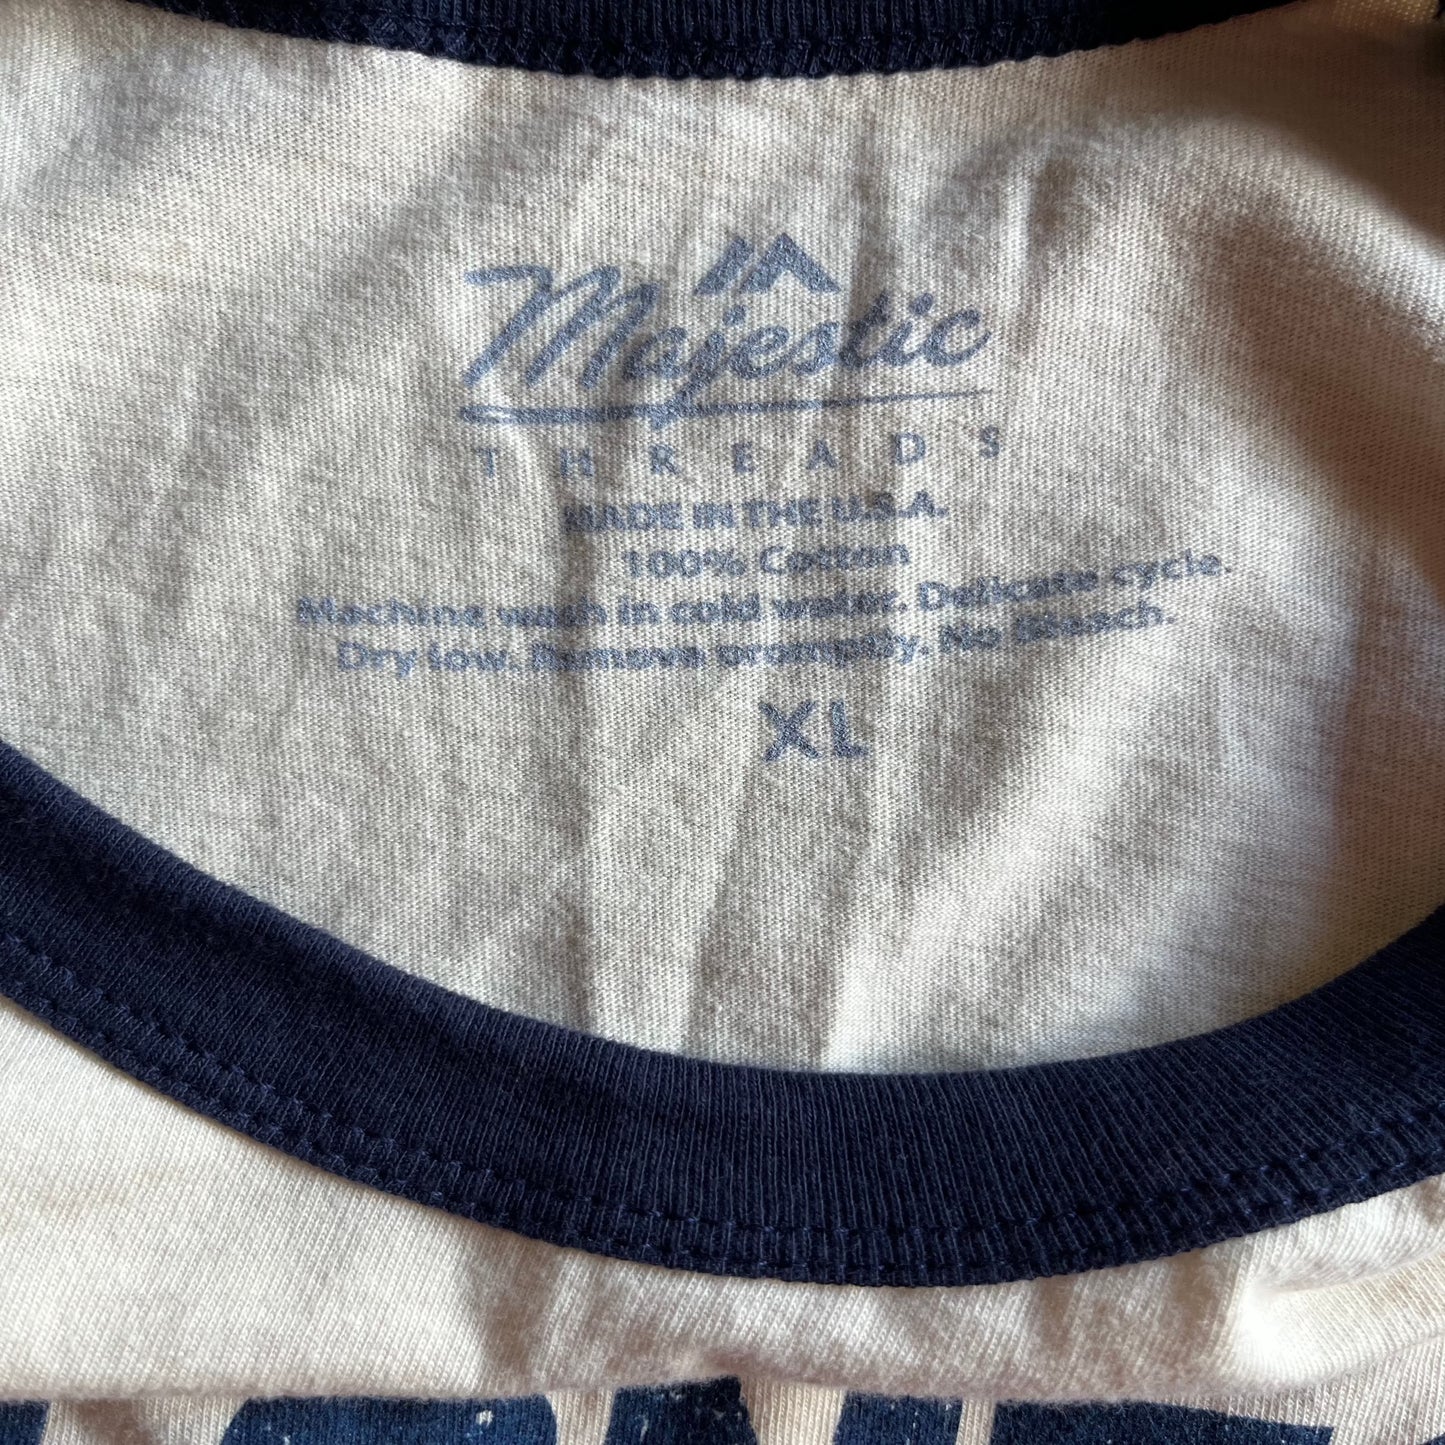 Majestic
THREADS
MADE IN THE U.S.A.
100% Cotton
Machine wash in cold water. Delicate cycle.
Dry low. Remove promptly. No Bleach.
XL